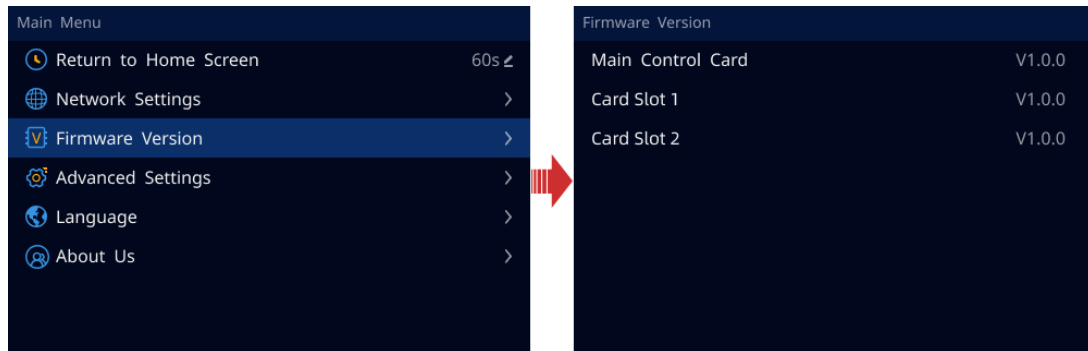 Main Menu
Return to Home Screen 60s
Network Settings
V Firmware Version
Advanced Settings
Language
About Us
Firmware Version
Main Control Card V1.0.0
Card Slot 1 V1.0.0
Card Slot 2 V1.0.0